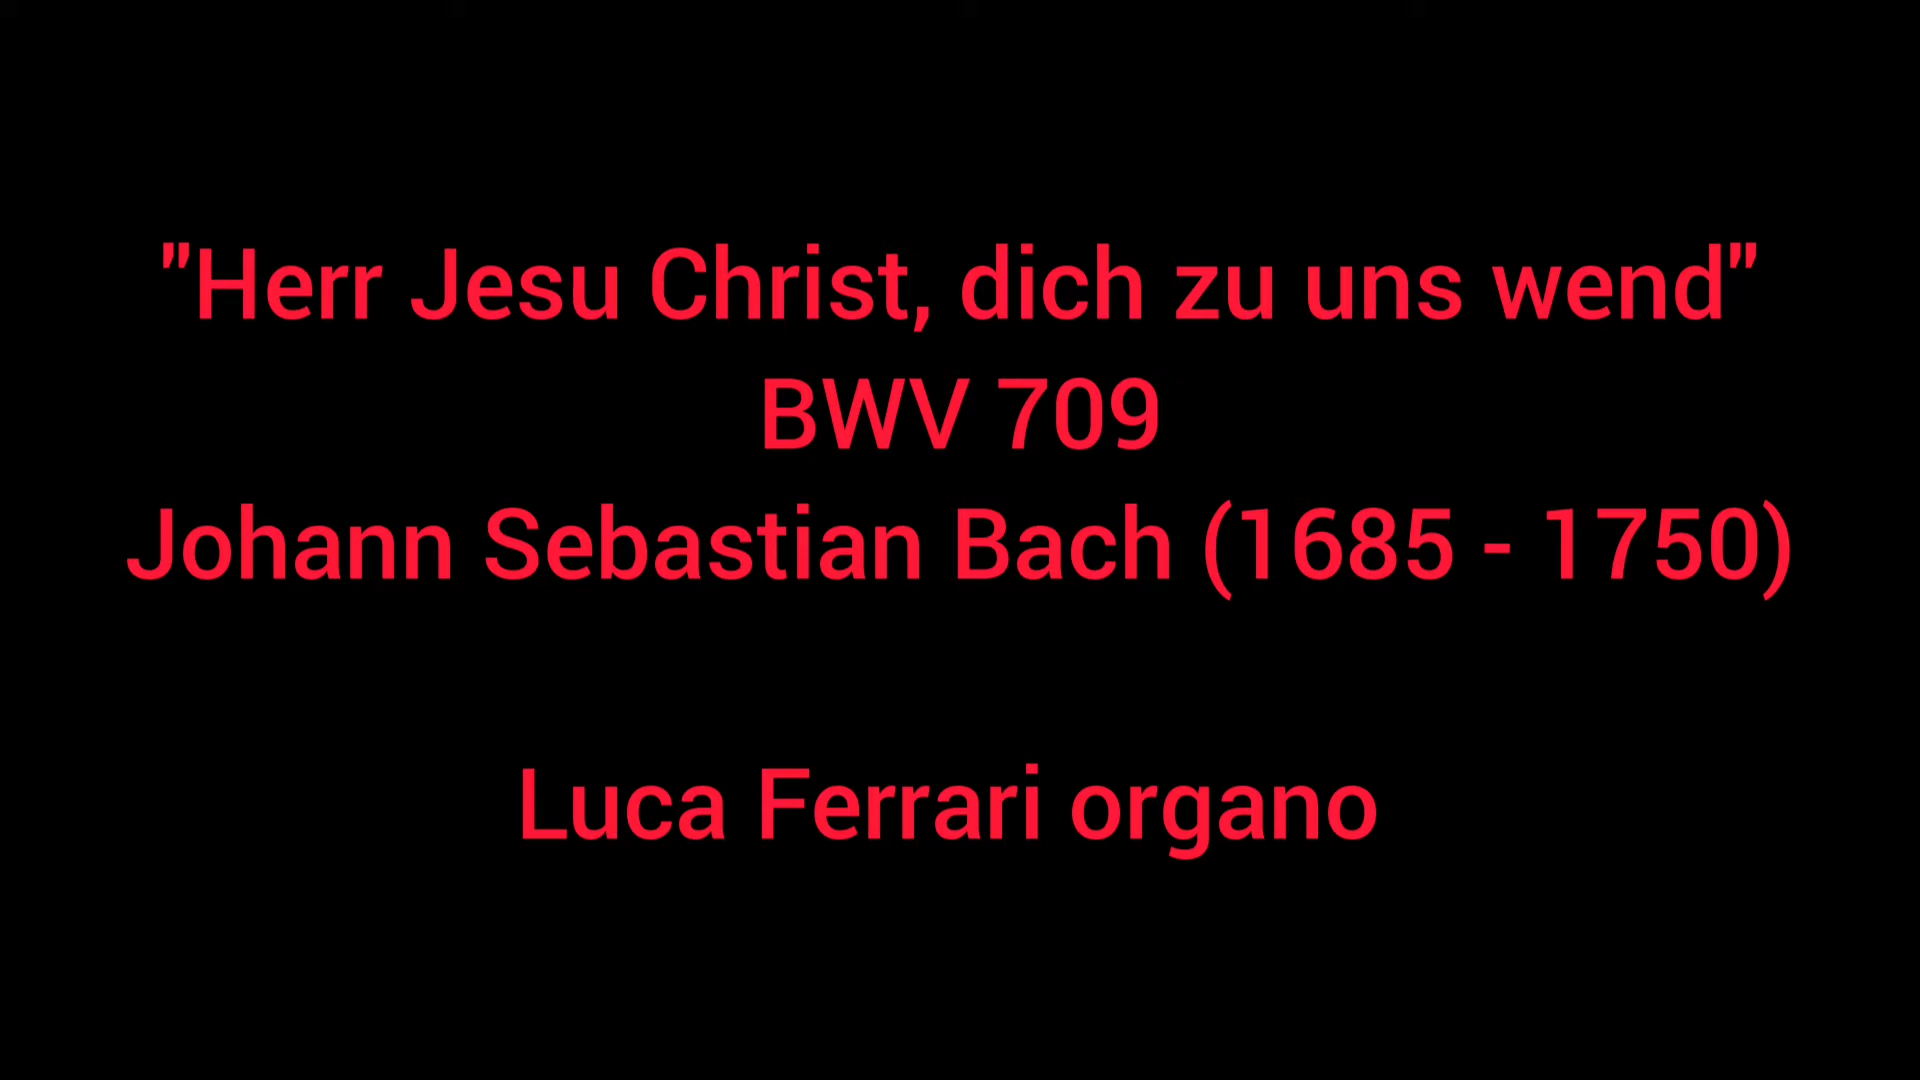 "Herr Jesu Christ, dich zu uns wend"
BWV 709
Johann Sebastian Bach (1685 - 1750)
Luca Ferrari organo